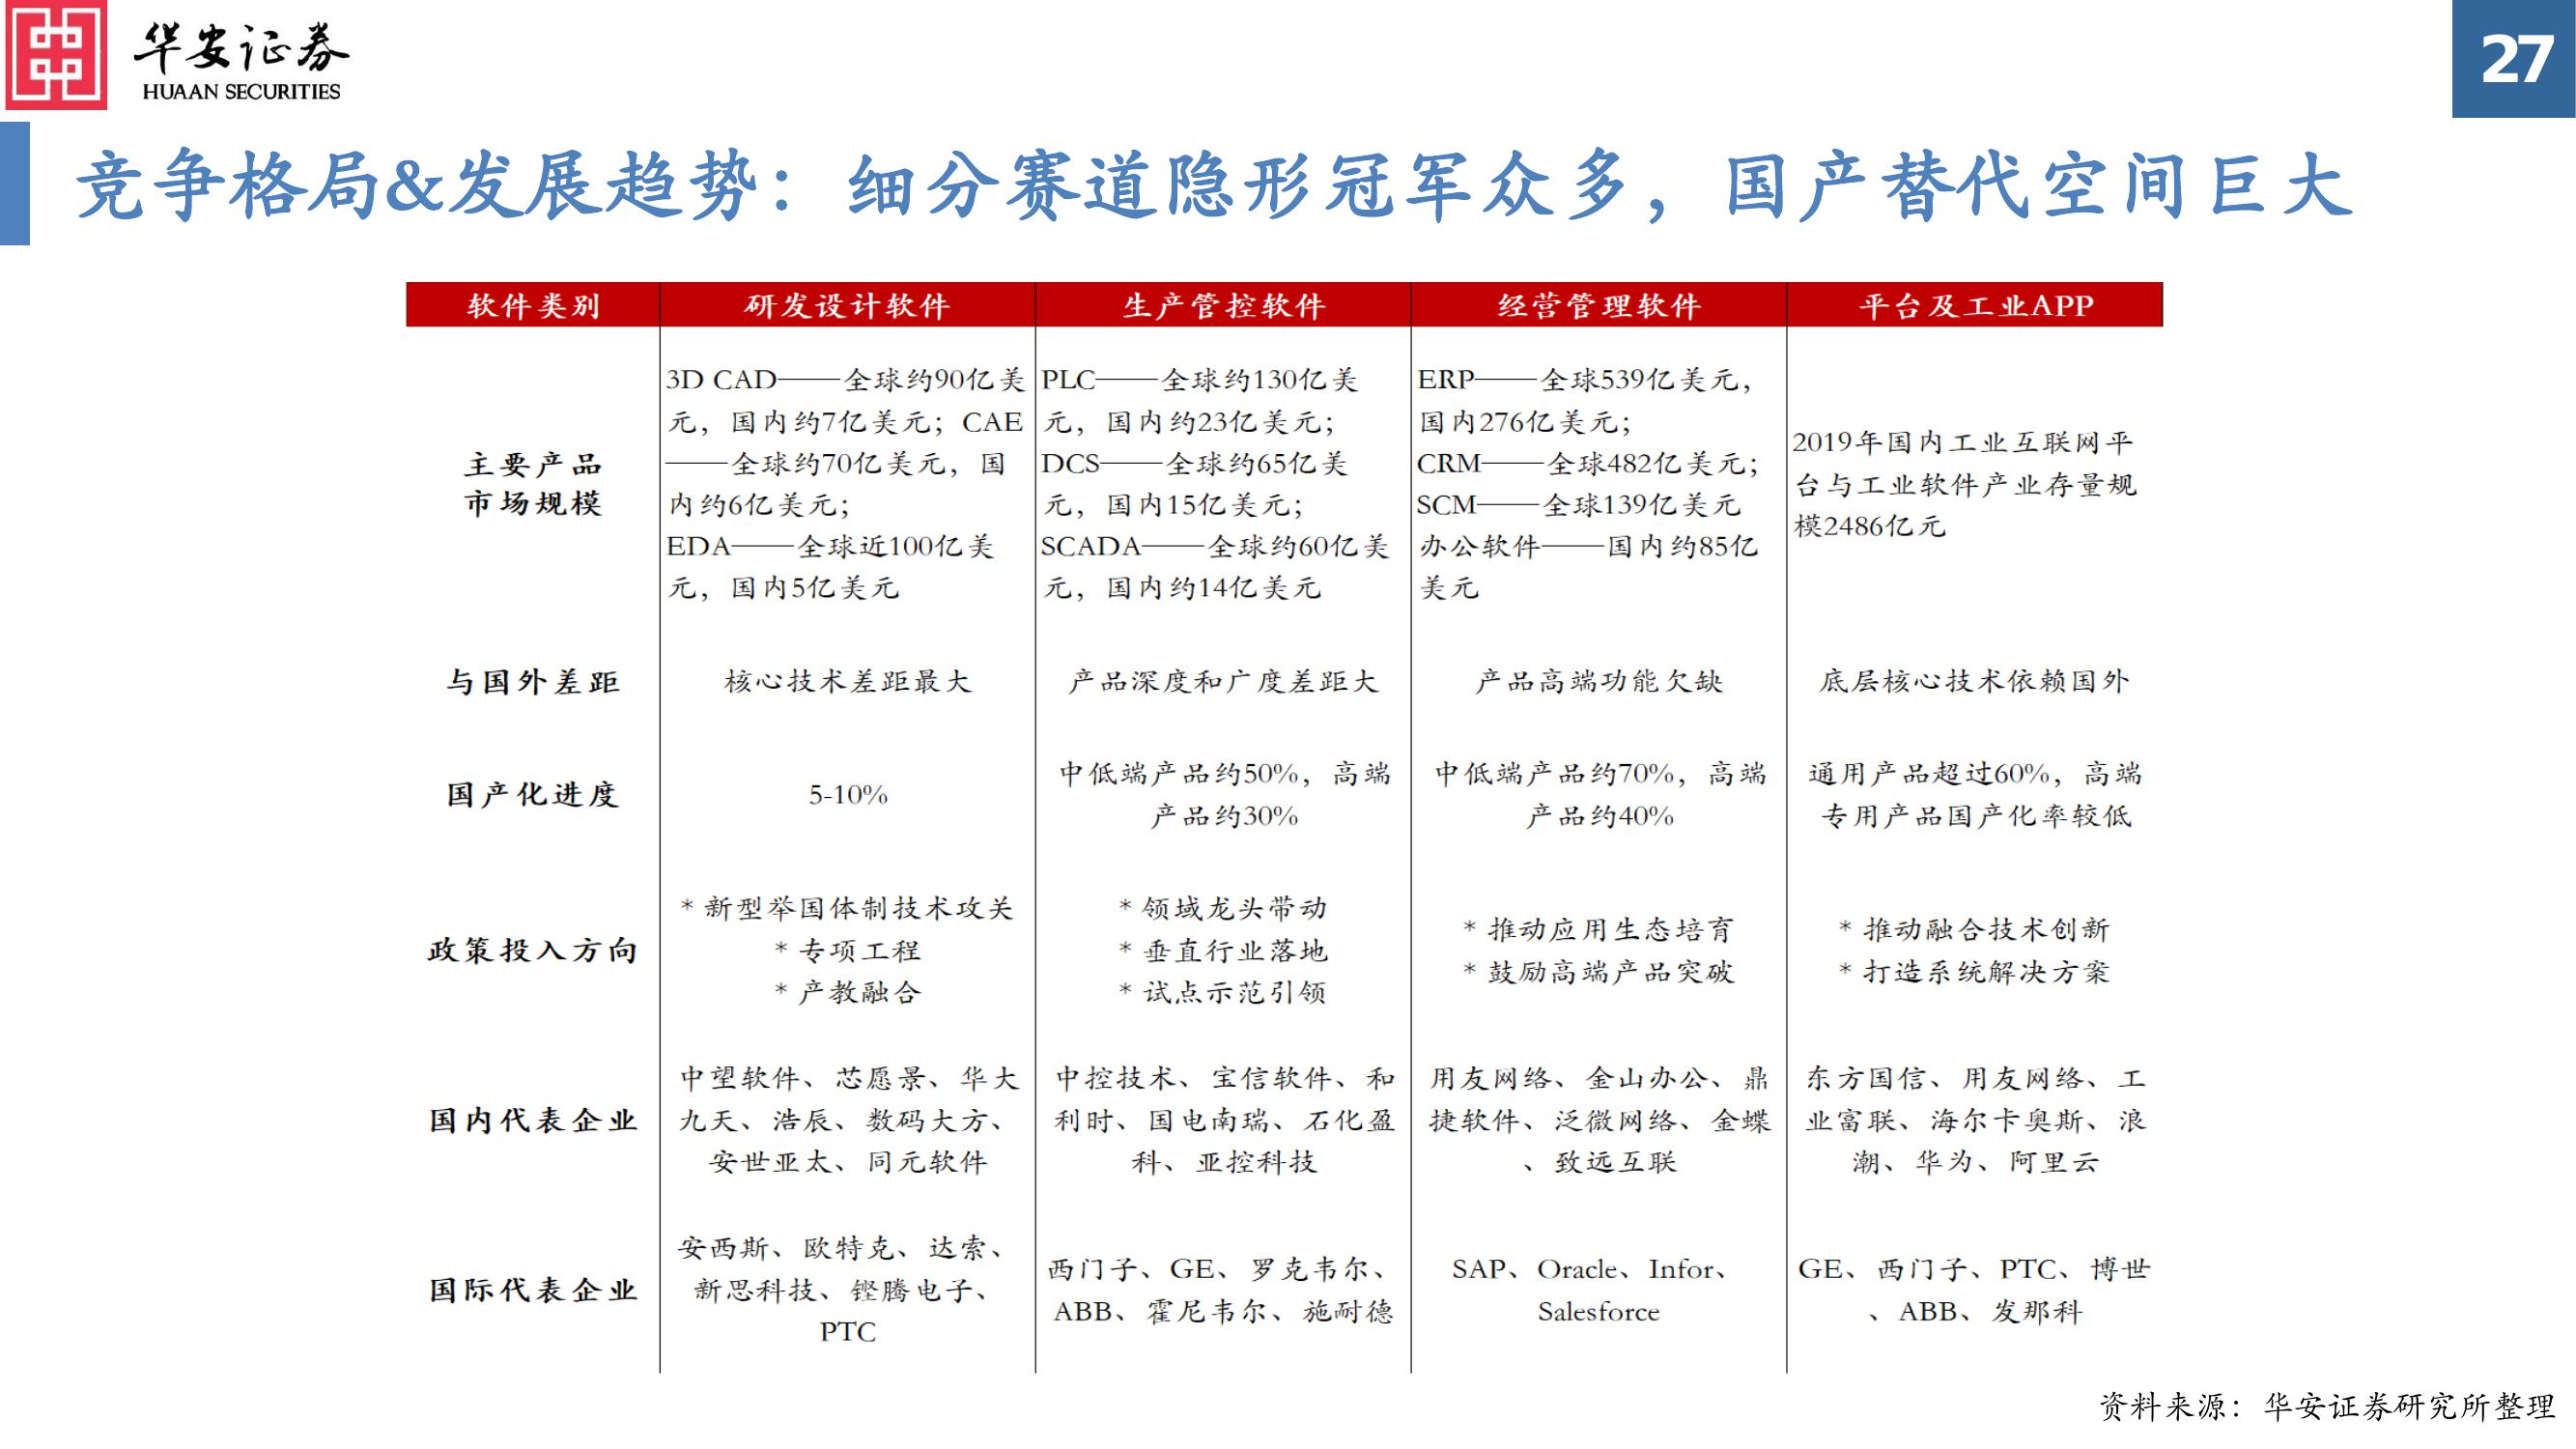 华安证券
HUAAN SECURITIES
27
竞争格局&发展趋势：细分赛道隐形冠军众多，国产替代空间巨大
软件类别
研发设计软件
生产管控软件
经营管理软件
平台及工业APP
主要产品
市场规模
3D CAD——全球约90亿美
元，国内约7亿美元；CAE
——全球约70亿美元，国
内约6亿美元；
EDA——全球近100亿美
元，国内5亿美元
PLC——全球约130亿美
元，国内约23亿美元；
DCS——全球约65亿美
元，国内15亿美元；
SCADA——全球约60亿美
元，国内约14亿美元
ERP——全球539亿美元，
国内276亿美元；
CRM——全球482亿美元；
SCM——全球139亿美元
办公软件——国内约85亿
美元
2019年国内工业互联网平
台与工业软件产业存量规
模2486亿元
与国外差距
核心技术差距最大
产品深度和广度差距大
产品高端功能欠缺
底层核心技术依赖国外
国产化进度
5-10%
中低端产品约50%，高端
产品约30%
中低端产品约70%，高端
产品约40%
通用产品超过60%，高端
专用产品国产化率较低
政策投入方向
* 新型举国体制技术攻关
* 专项工程
* 产教融合
* 领域龙头带动
* 垂直行业落地
* 试点示范引领
* 推动应用生态培育
* 鼓励高端产品突破
* 推动融合技术创新
* 打造系统解决方案
国内代表企业
中望软件、芯愿景、华大
九天、浩辰、数码大方、
安世亚太、同元软件
中控技术、宝信软件、和
利时、国电南瑞、石化盈
科、亚控科技
用友网络、金山办公、鼎
捷软件、泛微网络、金蝶
、致远互联
东方国信、用友网络、工
业富联、海尔卡奥斯、浪
潮、华为、阿里云
国际代表企业
安西斯、欧特克、达索、
新思科技、铿腾电子、
PTC
西门子、GE、罗克韦尔、
ABB、霍尼韦尔、施耐德
SAP、Oracle、Infor、
Salesforce
GE、西门子、PTC、博世
、ABB、发那科
资料来源：华安证券研究所整理